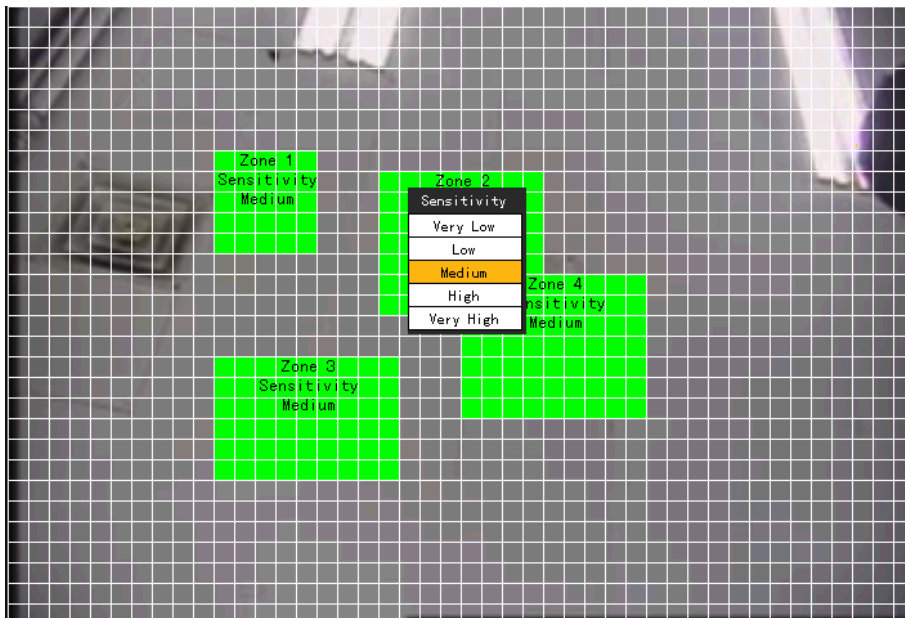 Zone 1
Sensitivity
Medium
Zone 2
Sensitivity
Very Low
Low
Medium
High
Very High
Zone 4
nsitivity
Medium
Zone 3
Sensitivity
Medium